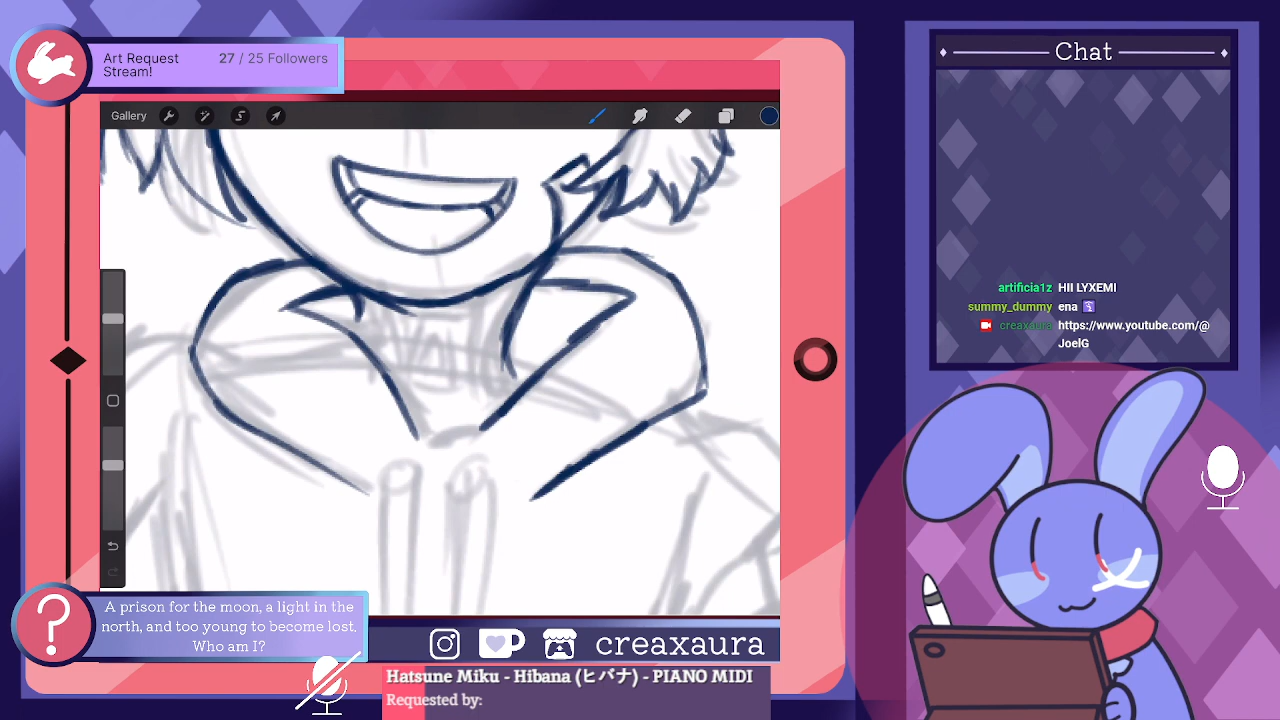 Art Request
Stream!
27 / 25 Followers
Chat
Gallery
artificia1z HII LYXEMI
summy_dummy ena
creaxaura https://www.youtube.com/@
JoelG
A prison for the moon, a light in the
north, and too young to become lost.
Who am I?
creaxaura
Hatsune Miku - Hibana (ヒバナ) - PIANO MIDI
Requested by: